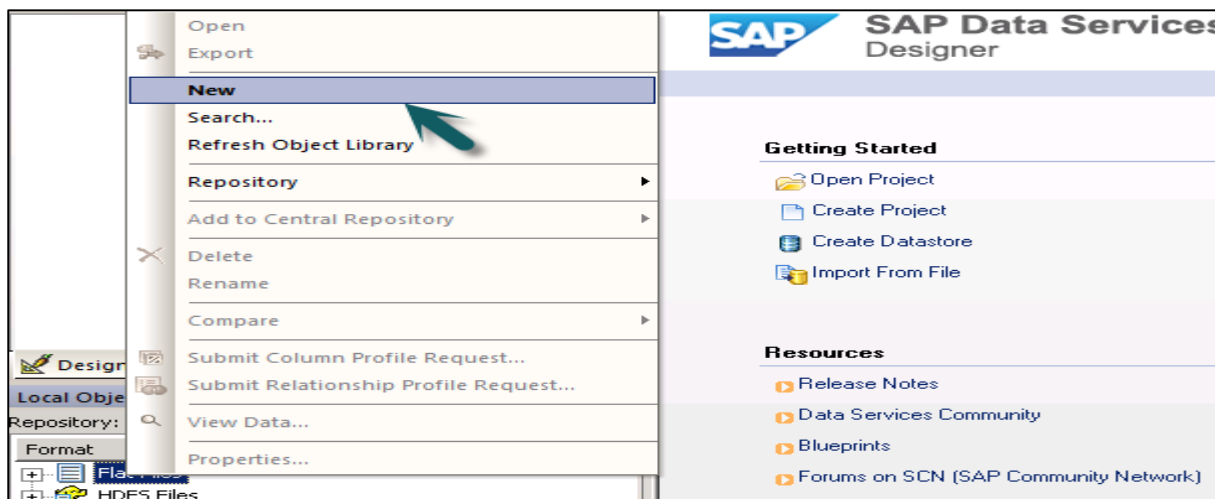 Open
Export
New
Search...
Refresh Object Library
Repository
Add to Central Repository
Delete
Rename
Compare
Submit Column Profile Request...
Submit Relationship Profile Request...
View Data...
Properties...
Design
Local Obje
Repository:
Format
Flat Files
HDFS Files
SAP
SAP Data Services
Designer
Getting Started
Open Project
Create Project
Create Datastore
Import From File
Resources
Release Notes
Data Services Community
Blueprints
Forums on SCN (SAP Community Network)